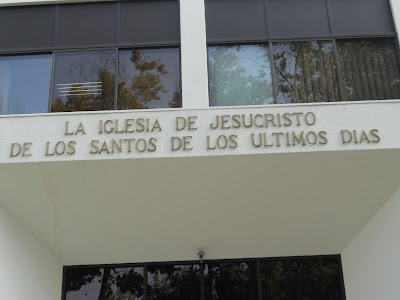 LA IGLESIA DE JESUCRISTO
DE LOS SANTOS DE LOS ULTIMOS DIAS